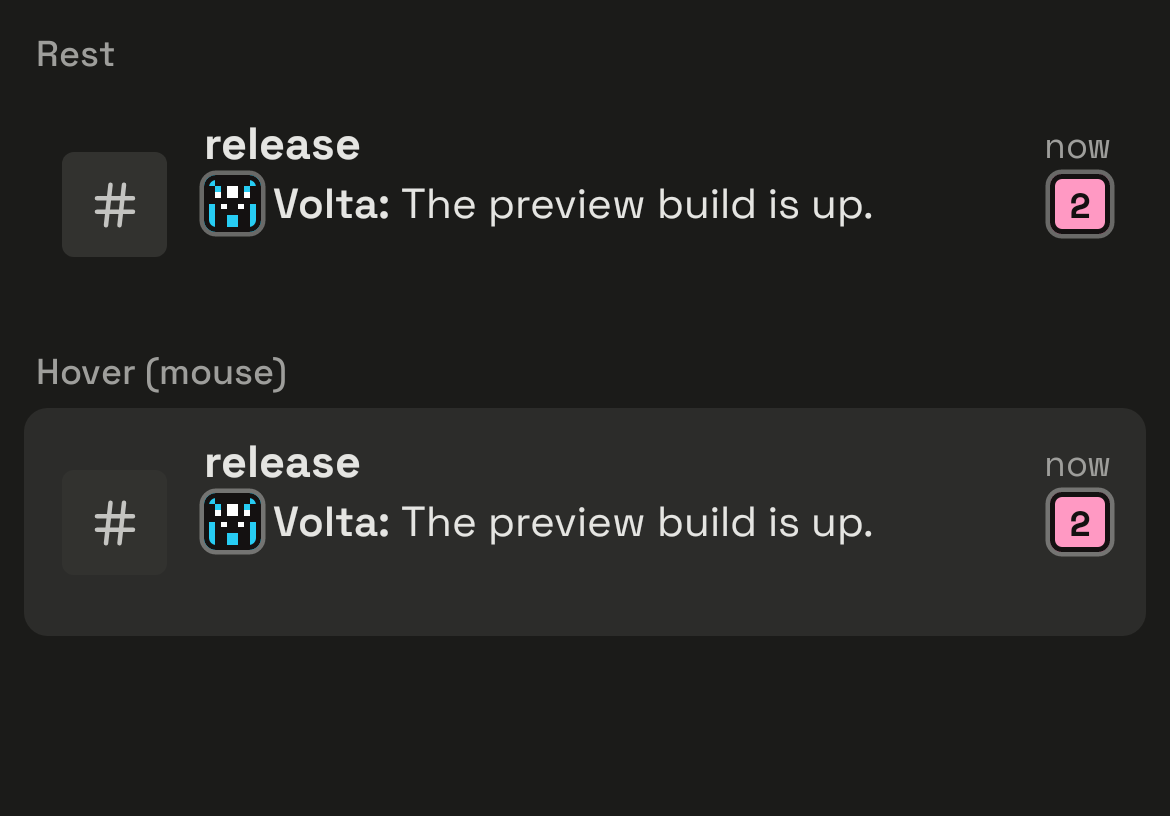 Rest
release
now
# Volta: The preview build is up. 2
Hover (mouse)
release
now
# Volta: The preview build is up. 2